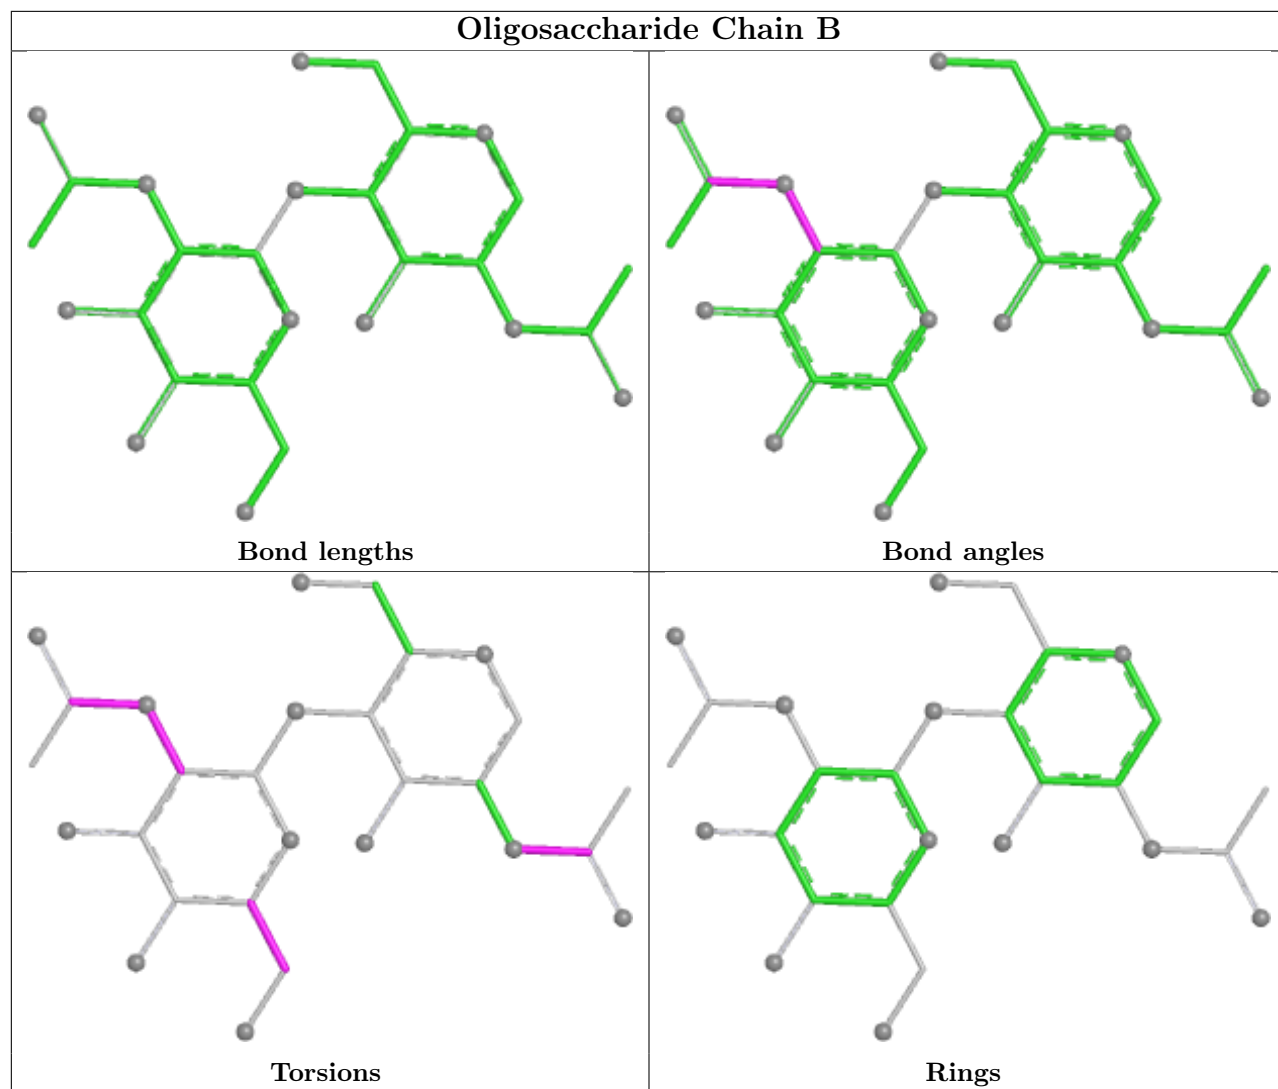 Oligosaccharide Chain B
Bond lengths
Bond angles
Torsions
Rings